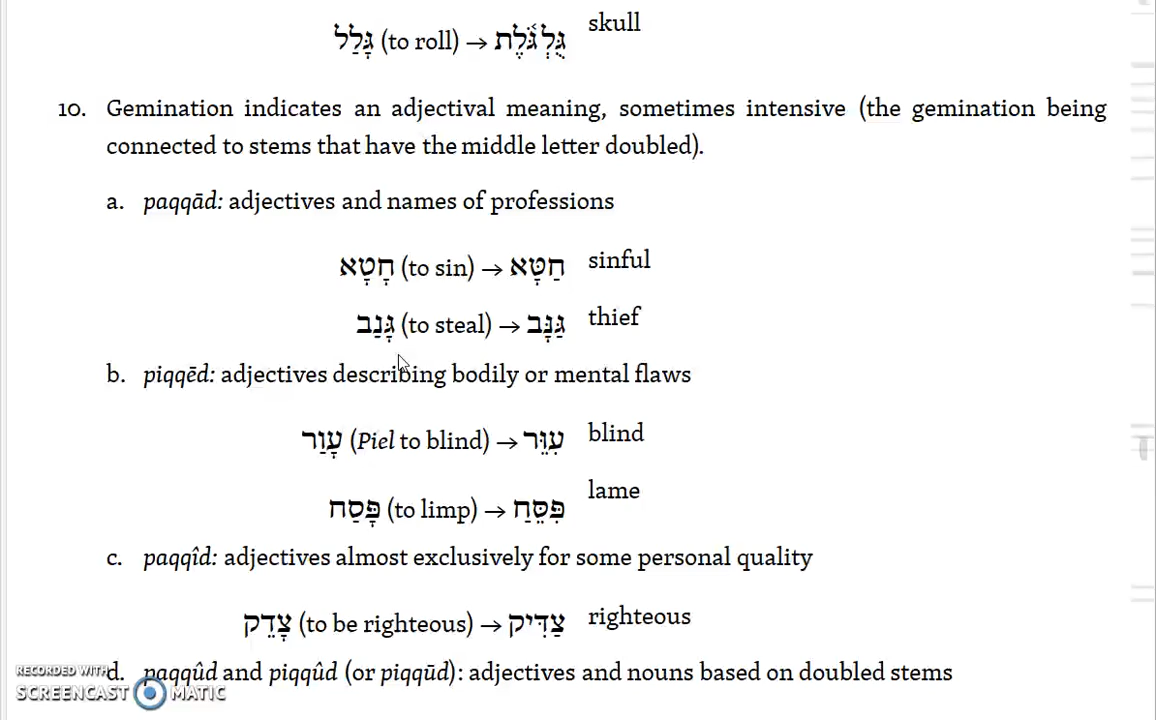 גָּלַל (to roll) → גֻּלְגֹּ֫לֶת skull
10. Gemination indicates an adjectival meaning, sometimes intensive (the gemination being
connected to stems that have the middle letter doubled).
a. paqqād: adjectives and names of professions
חָטָא (to sin) → חַטָּא sinful
גָּנַב (to steal) → גַּנָּב thief
b. piqqēd: adjectives describing bodily or mental flaws
עָוַר (Piel to blind) → עִוֵּר blind
פָּסַח (to limp) → פִּסֵּחַ lame
c. paqqîd: adjectives almost exclusively for some personal quality
צָדֵק (to be righteous) → צַדִּיק righteous
d. paqqûd and piqqûd (or piqqūd): adjectives and nouns based on doubled stems
RECORDED WITH
SCREENCAST MATIC